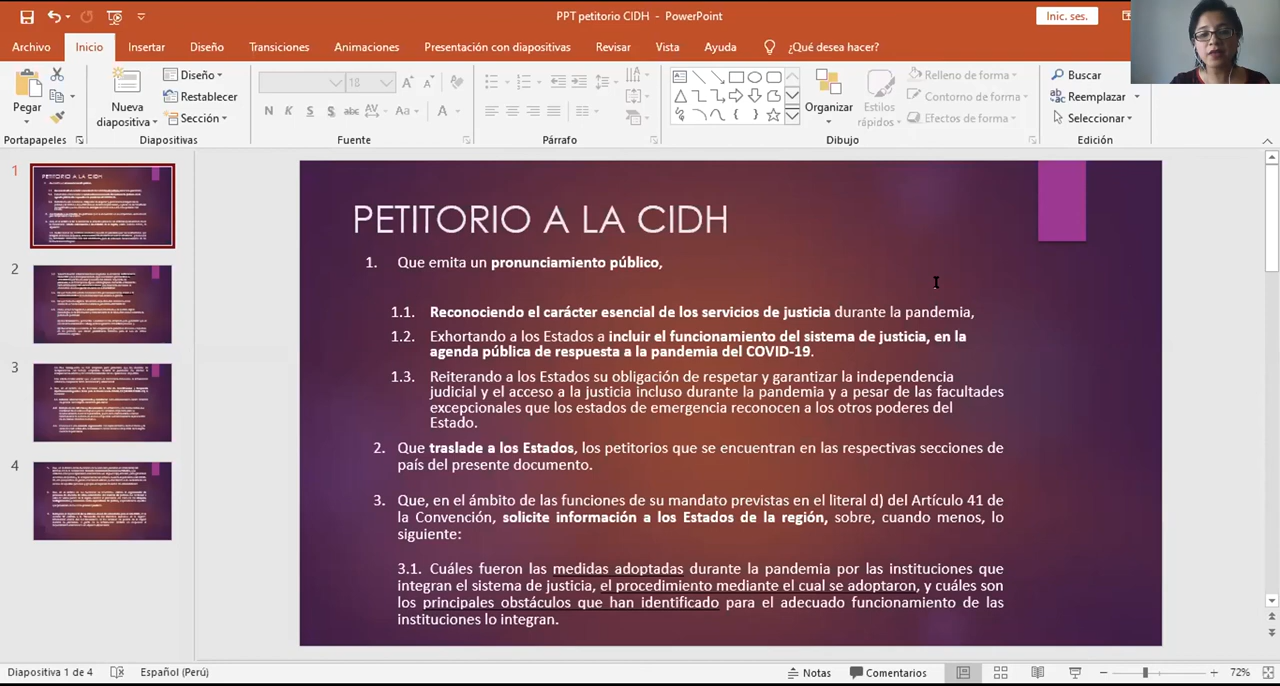 PPT petitorio CIDH - PowerPoint
Inic. ses.
Archivo Inicio Insertar Diseño Transiciones Animaciones Presentación con diapositivas Revisar Vista Ayuda ¿Qué desea hacer?
Pegar
Nueva diapositiva
Diseño
Restablecer
Sección
18
N K S S abc AV Aa A
Organizar
Estilos rápidos
Relleno de forma
Contorno de forma
Efectos de forma
Buscar
Reemplazar
Seleccionar
Portapapeles Diapositivas Fuente Párrafo Dibujo Edición
1
PETITORIO A LA CIDH
2
3
4
PETITORIO A LA CIDH
1. Que emita un pronunciamiento público,
1.1. Reconociendo el carácter esencial de los servicios de justicia durante la pandemia,
1.2. Exhortando a los Estados a incluir el funcionamiento del sistema de justicia, en la
agenda pública de respuesta a la pandemia del COVID-19.
1.3. Reiterando a los Estados su obligación de respetar y garantizar la independencia
judicial y el acceso a la justicia incluso durante la pandemia y a pesar de las facultades
excepcionales que los estados de emergencia reconocen a los otros poderes del
Estado.
2. Que traslade a los Estados, los petitorios que se encuentran en las respectivas secciones de
país del presente documento.
3. Que, en el ámbito de las funciones de su mandato previstas en el literal d) del Artículo 41 de
la Convención, solicite información a los Estados de la región, sobre, cuando menos, lo
siguiente:
3.1. Cuáles fueron las medidas adoptadas durante la pandemia por las instituciones que
integran el sistema de justicia, el procedimiento mediante el cual se adoptaron, y cuáles son
los principales obstáculos que han identificado para el adecuado funcionamiento de las
instituciones lo integran.
Diapositiva 1 de 4 Español (Perú) Notas Comentarios 72%